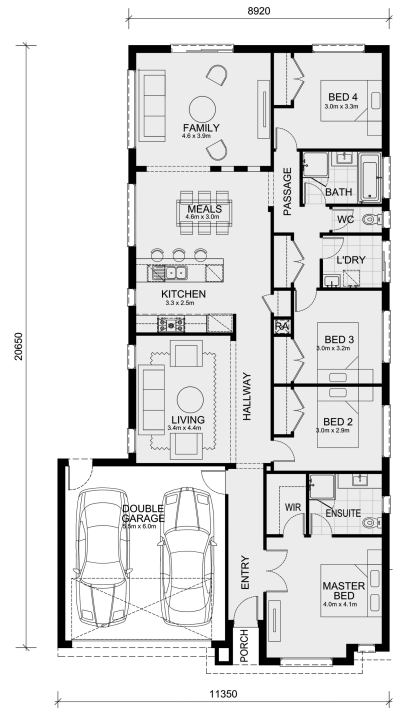 8920
BED 4
3.0m x 3.3m
FAMILY
4.6 x 3.9m
BATH
PASSAGE
MEALS
4.6m x 3.0m
WC
L'DRY
KITCHEN
3.3 x 2.5m
RA
BED 3
3.0m x 3.2m
20650
HALLWAY
LIVING
3.4m x 4.4m
BED 2
3.0m x 2.9m
WIR
ENSUITE
DOUBLE
GARAGE
5.5m x 6.0m
ENTRY
MASTER
BED
4.0m x 4.1m
PORCH
11350